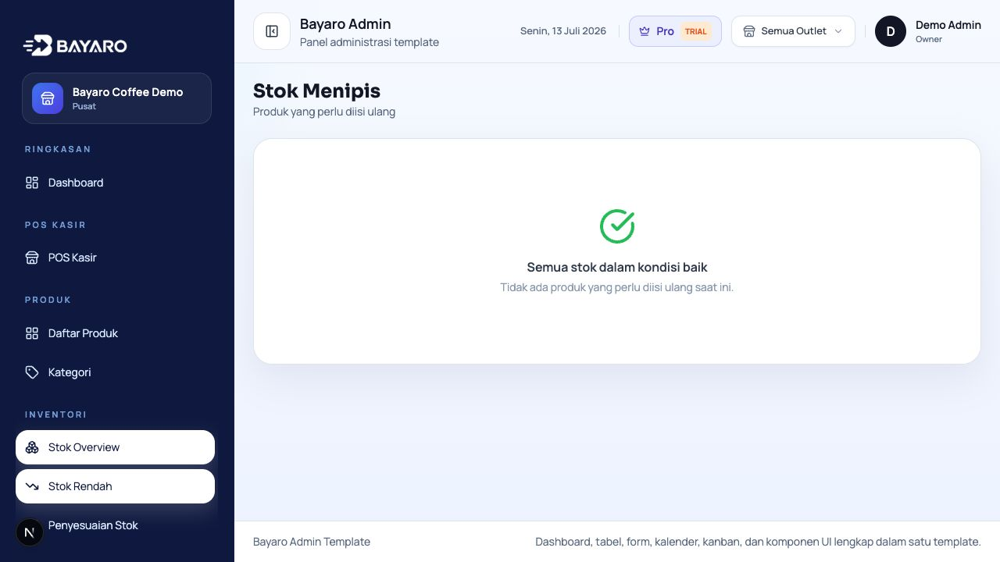 BAYARO
Bayaro Coffee Demo
Pusat
RINGKASAN
Dashboard
POS KASIR
POS Kasir
PRODUK
Daftar Produk
Kategori
INVENTORI
Stok Overview
Stok Rendah
Penyesuaian Stok
N
Bayaro Admin
Panel administrasi template
Senin, 13 Juli 2026
Pro TRIAL
Semua Outlet
D
Demo Admin
Owner
Stok Menipis
Produk yang perlu diisi ulang
Semua stok dalam kondisi baik
Tidak ada produk yang perlu diisi ulang saat ini.
Bayaro Admin Template
Dashboard, tabel, form, kalender, kanban, dan komponen UI lengkap dalam satu template.